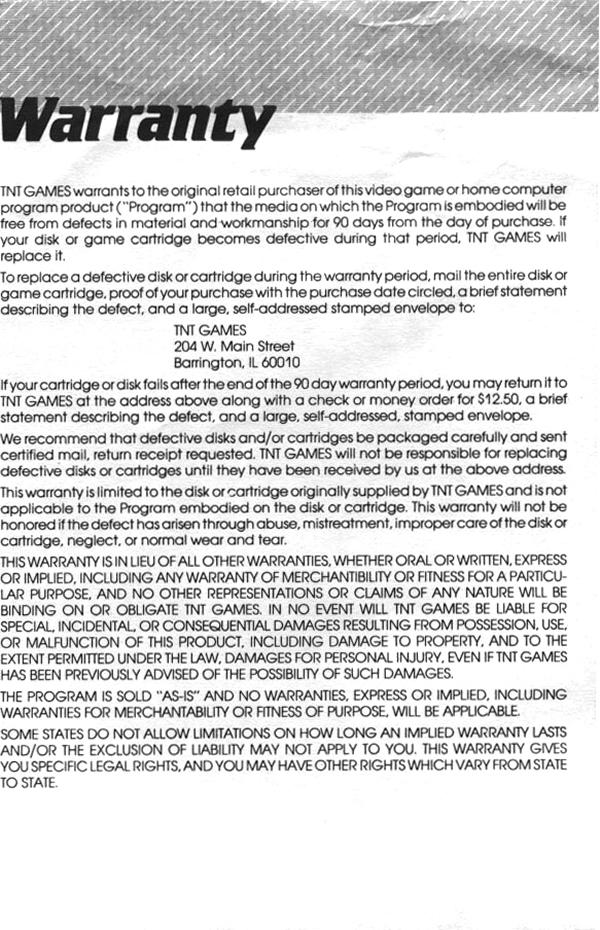 Warranty
TNT GAMES warrants to the original retail purchaser of this video game or home computer
program product ("Program") that the media on which the Program is embodied will be
free from defects in material and workmanship for 90 days from the day of purchase. If
your disk or game cartridge becomes defective during that period, TNT GAMES will
replace it.
To replace a defective disk or cartridge during the warranty period, mail the entire disk or
game cartridge, proof of your purchase with the purchase date circled, a brief statement
describing the defect, and a large, self-addressed stamped envelope to:
TNT GAMES
204 W. Main Street
Barrington, IL 60010
If your cartridge or disk fails after the end of the 90 day warranty period, you may return it to
TNT GAMES at the address above along with a check or money order for $12.50, a brief
statement describing the defect, and a large, self-addressed, stamped envelope.
We recommend that defective disks and/or cartridges be packaged carefully and sent
certified mail, return receipt requested. TNT GAMES will not be responsible for replacing
defective disks or cartridges until they have been received by us at the above address.
This warranty is limited to the disk or cartridge originally supplied by TNT GAMES and is not
applicable to the Program embodied on the disk or cartridge. This warranty will not be
honored if the defect has arisen through abuse, mistreatment, improper care of the disk or
cartridge, neglect, or normal wear and tear.
THIS WARRANTY IS IN LIEU OF ALL OTHER WARRANTIES, WHETHER ORAL OR WRITTEN, EXPRESS
OR IMPLIED, INCLUDING ANY WARRANTY OF MERCHANTIBILITY OR FITNESS FOR A PARTICU-
LAR PURPOSE, AND NO OTHER REPRESENTATIONS OR CLAIMS OF ANY NATURE WILL BE
BINDING ON OR OBLIGATE TNT GAMES. IN NO EVENT WILL TNT GAMES BE LIABLE FOR
SPECIAL, INCIDENTAL, OR CONSEQUENTIAL DAMAGES RESULTING FROM POSSESSION, USE,
OR MALFUNCTION OF THIS PRODUCT, INCLUDING DAMAGE TO PROPERTY, AND TO THE
EXTENT PERMITTED UNDER THE LAW, DAMAGES FOR PERSONAL INJURY, EVEN IF TNT GAMES
HAS BEEN PREVIOUSLY ADVISED OF THE POSSIBILITY OF SUCH DAMAGES.
THE PROGRAM IS SOLD "AS-IS" AND NO WARRANTIES, EXPRESS OR IMPLIED, INCLUDING
WARRANTIES FOR MERCHANTABILITY OR FITNESS OF PURPOSE, WILL BE APPLICABLE.
SOME STATES DO NOT ALLOW LIMITATIONS ON HOW LONG AN IMPLIED WARRANTY LASTS
AND/OR THE EXCLUSION OF LIABILITY MAY NOT APPLY TO YOU. THIS WARRANTY GIVES
YOU SPECIFIC LEGAL RIGHTS, AND YOU MAY HAVE OTHER RIGHTS WHICH VARY FROM STATE
TO STATE.